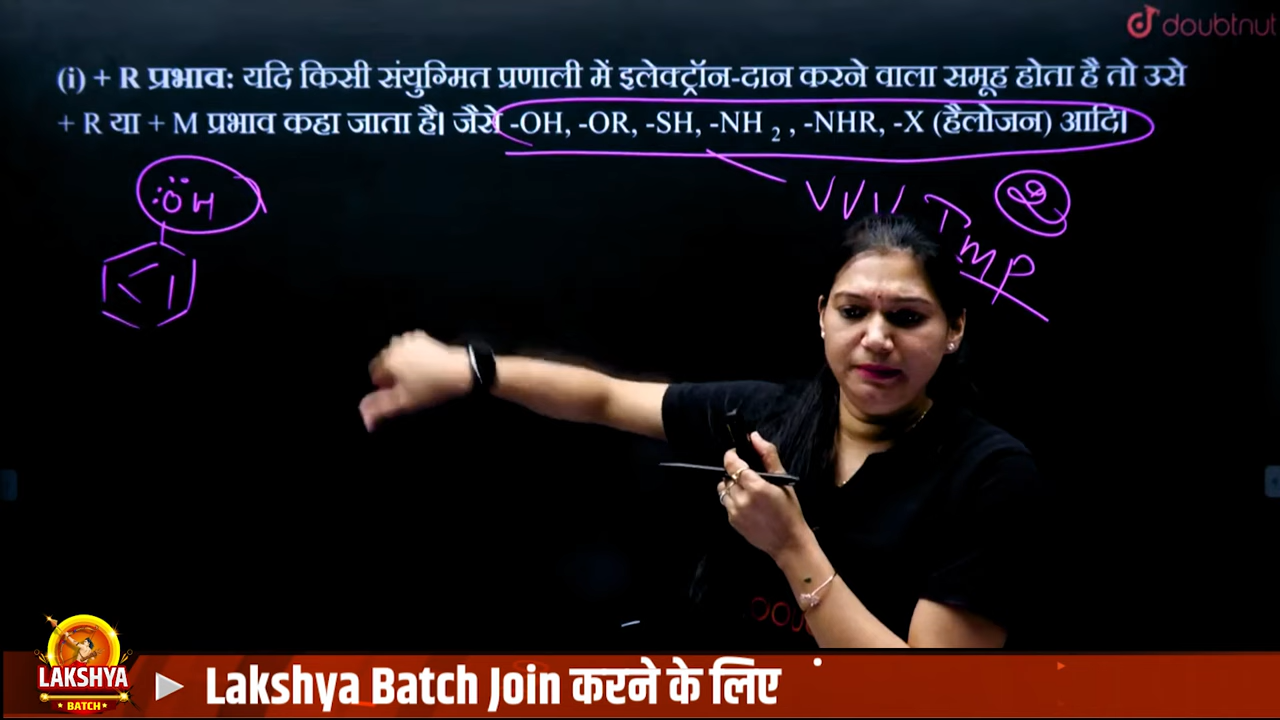 doubtnut
(i) + R प्रभाव: यदि किसी संयुग्मित प्रणाली में इलेक्ट्रॉन-दान करने वाला समूह होता है तो उसे
+ R या + M प्रभाव कहा जाता है। जैसे -OH, -OR, -SH, -NH 2 , -NHR, -X (हैलोजन) आदि।
:ÖH
VVV Imp
LAKSHYA
BATCH
Lakshya Batch Join करने के लिए